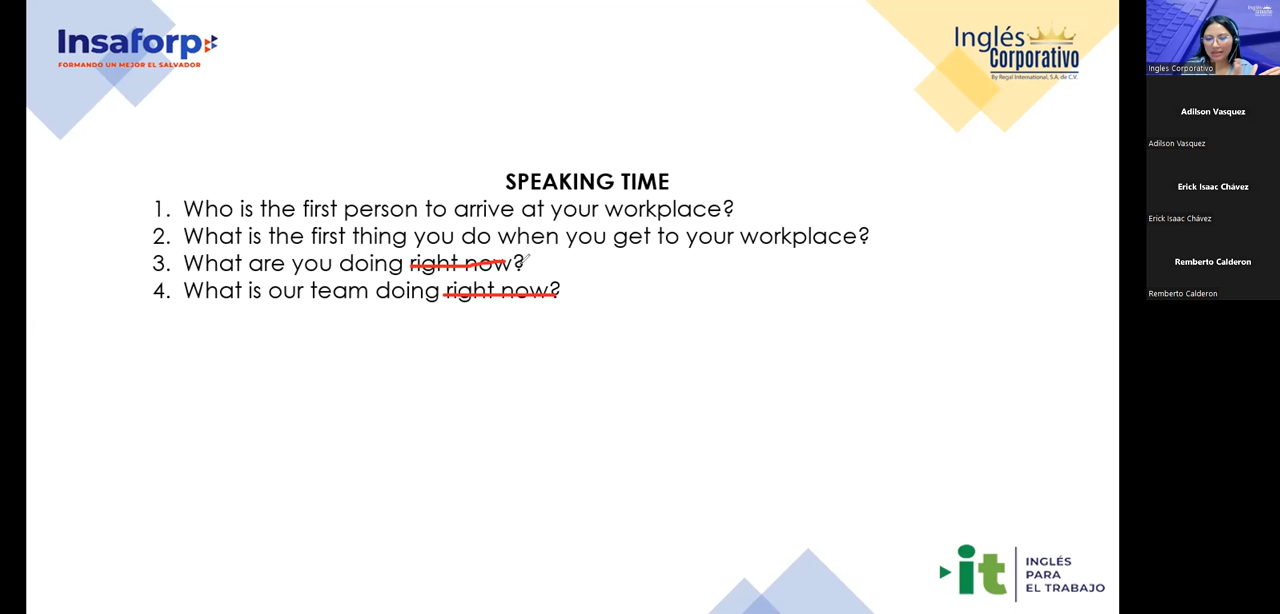 Insaforp
FORMANDO UN MEJOR EL SALVADOR
Inglés
Corporativo
By Regal International, S.A. de C.V.
SPEAKING TIME
1. Who is the first person to arrive at your workplace?
2. What is the first thing you do when you get to your workplace?
3. What are you doing right now?
4. What is our team doing right now?
it
INGLÉS
PARA
EL TRABAJO
Ingles Corporativo
Adilson Vasquez
Adilson Vasquez
Erick Isaac Chávez
Erick Isaac Chávez
Remberto Calderon
Remberto Calderon